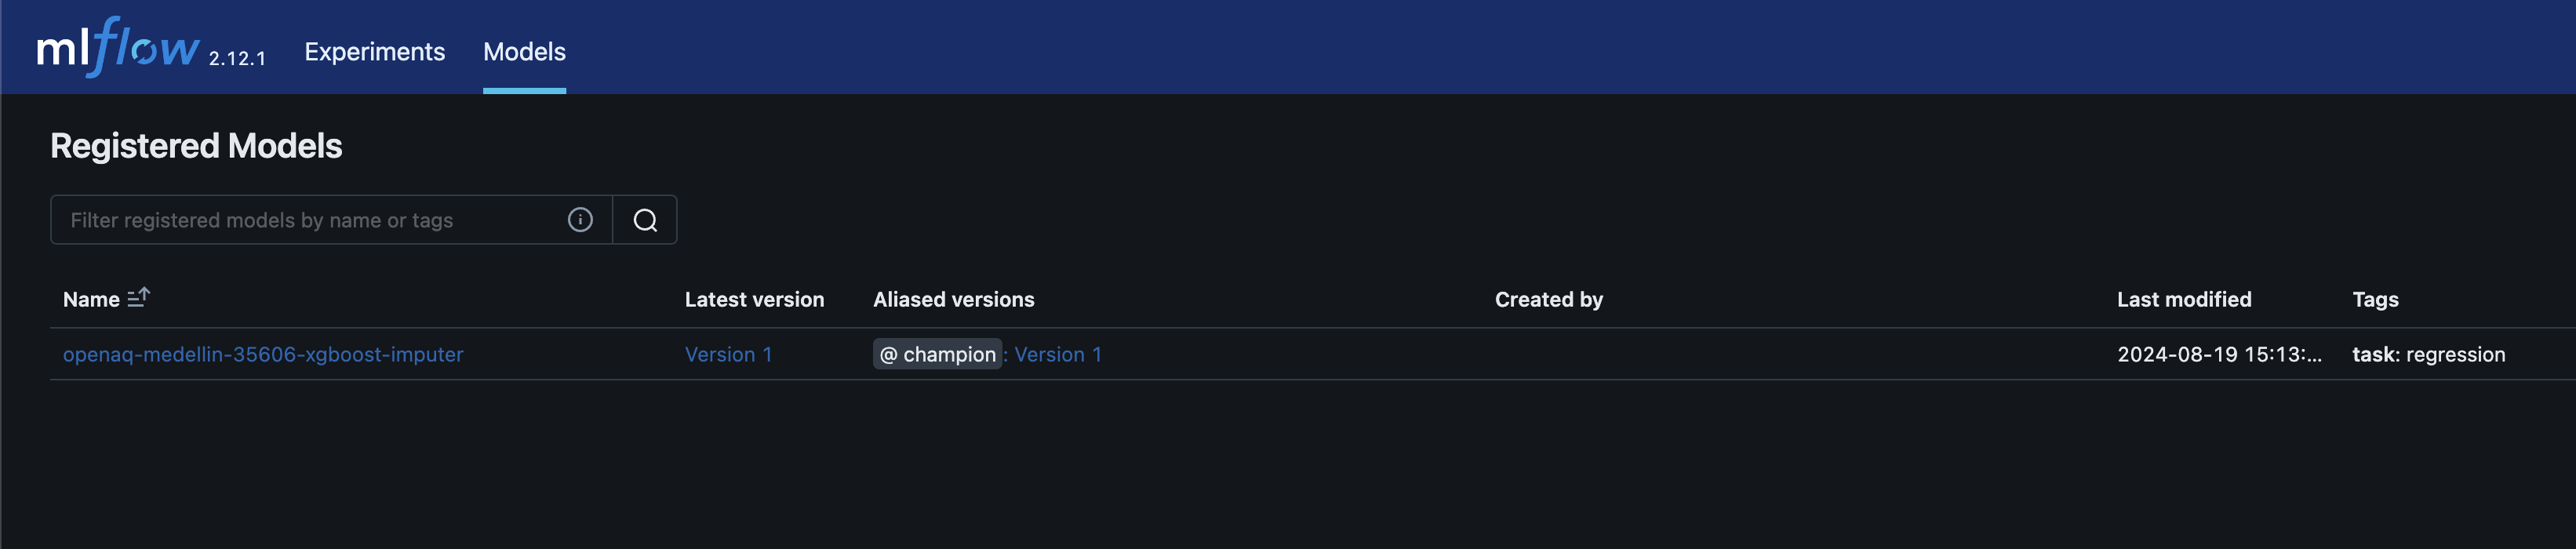 mlflow 2.12.1 Experiments Models
Registered Models
Filter registered models by name or tags
Name Latest version Aliased versions Created by Last modified Tags
openaq-medellin-35606-xgboost-imputer Version 1 @ champion : Version 1 2024-08-19 15:13:... task: regression